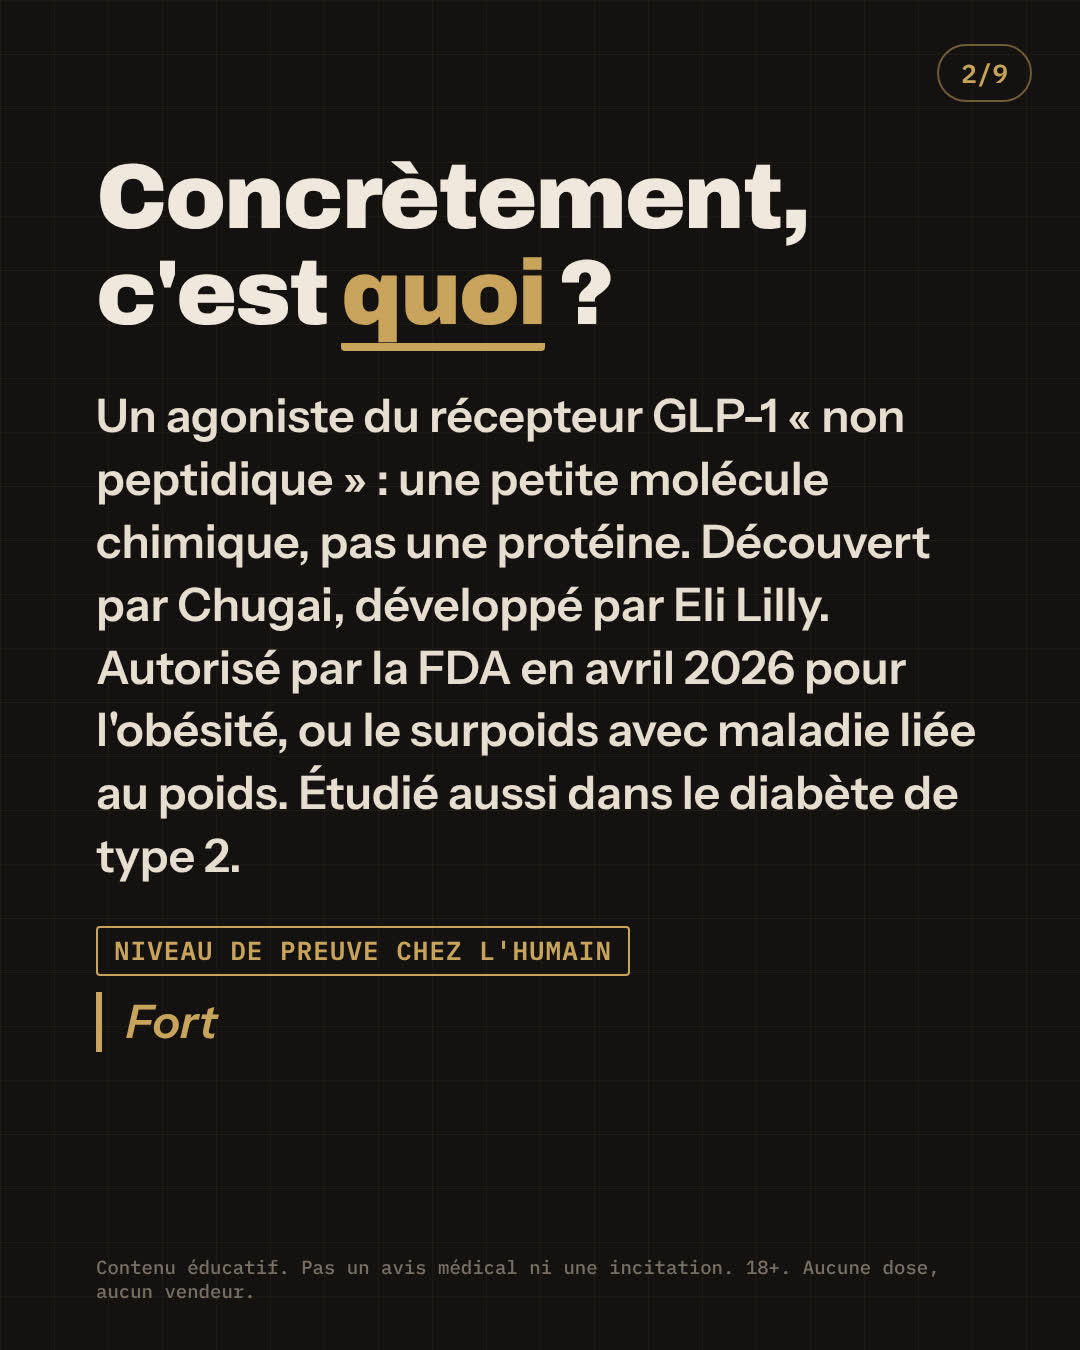 2/9
Concrètement,
c'est quoi ?
Un agoniste du récepteur GLP-1 « non
peptidique » : une petite molécule
chimique, pas une protéine. Découvert
par Chugai, développé par Eli Lilly.
Autorisé par la FDA en avril 2026 pour
l'obésité, ou le surpoids avec maladie liée
au poids. Étudié aussi dans le diabète de
type 2.
NIVEAU DE PREUVE CHEZ L'HUMAIN
Fort
Contenu éducatif. Pas un avis médical ni une incitation. 18+. Aucune dose,
aucun vendeur.